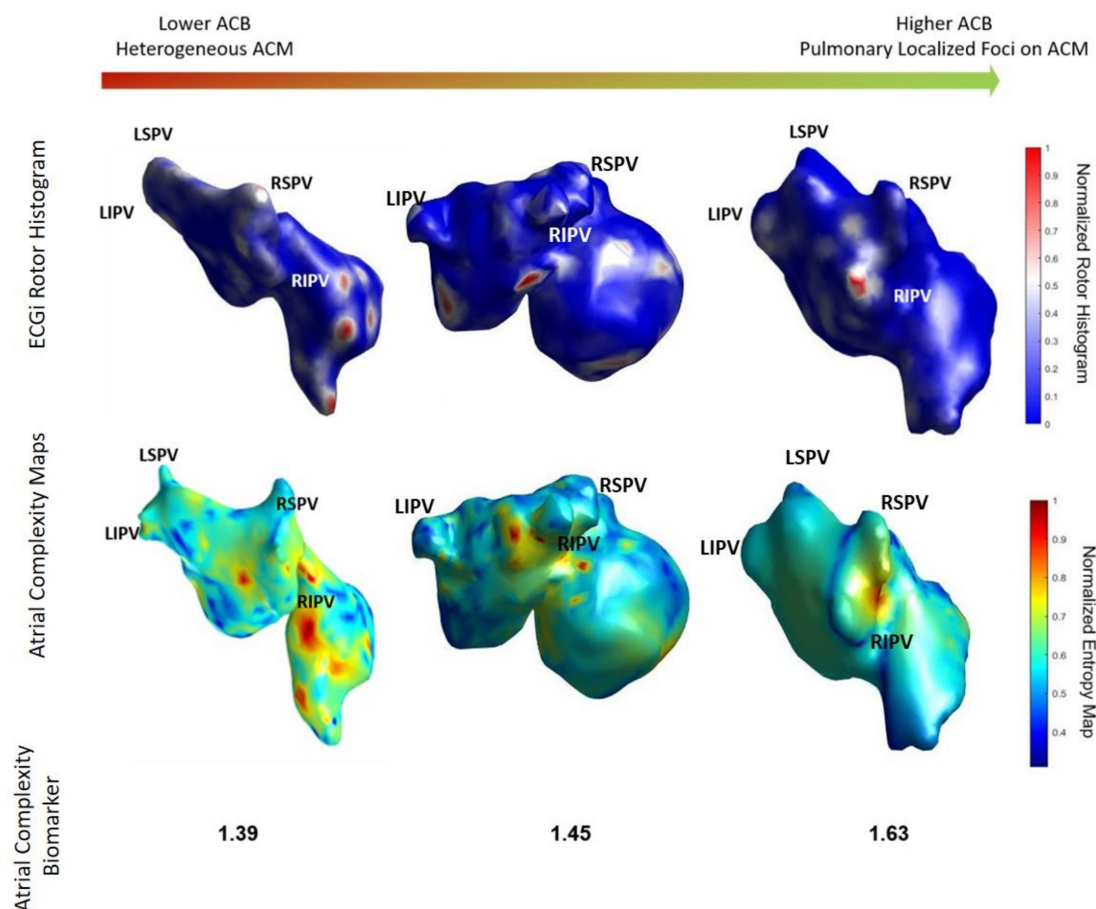 Lower ACB
Heterogeneous ACM
Higher ACB
Pulmonary Localized Foci on ACM
ECGi Rotor Histogram
LSPV
RSPV
LIPV
RIPV
LIPV
RSPV
RIPV
LSPV
RSPV
LIPV
RIPV
1
0.9
0.8
0.7
0.6
0.5
0.4
0.3
0.2
0.1
0
Normalized Rotor Histogram
Atrial Complexity Maps
LSPV
RSPV
LIPV
RIPV
LIPV
RSPV
RIPV
LSPV
RSPV
LIPV
RIPV
1
0.9
0.8
0.7
0.6
0.5
0.4
Normalized Entropy Map
Atrial Complexity
Biomarker
1.39
1.45
1.63